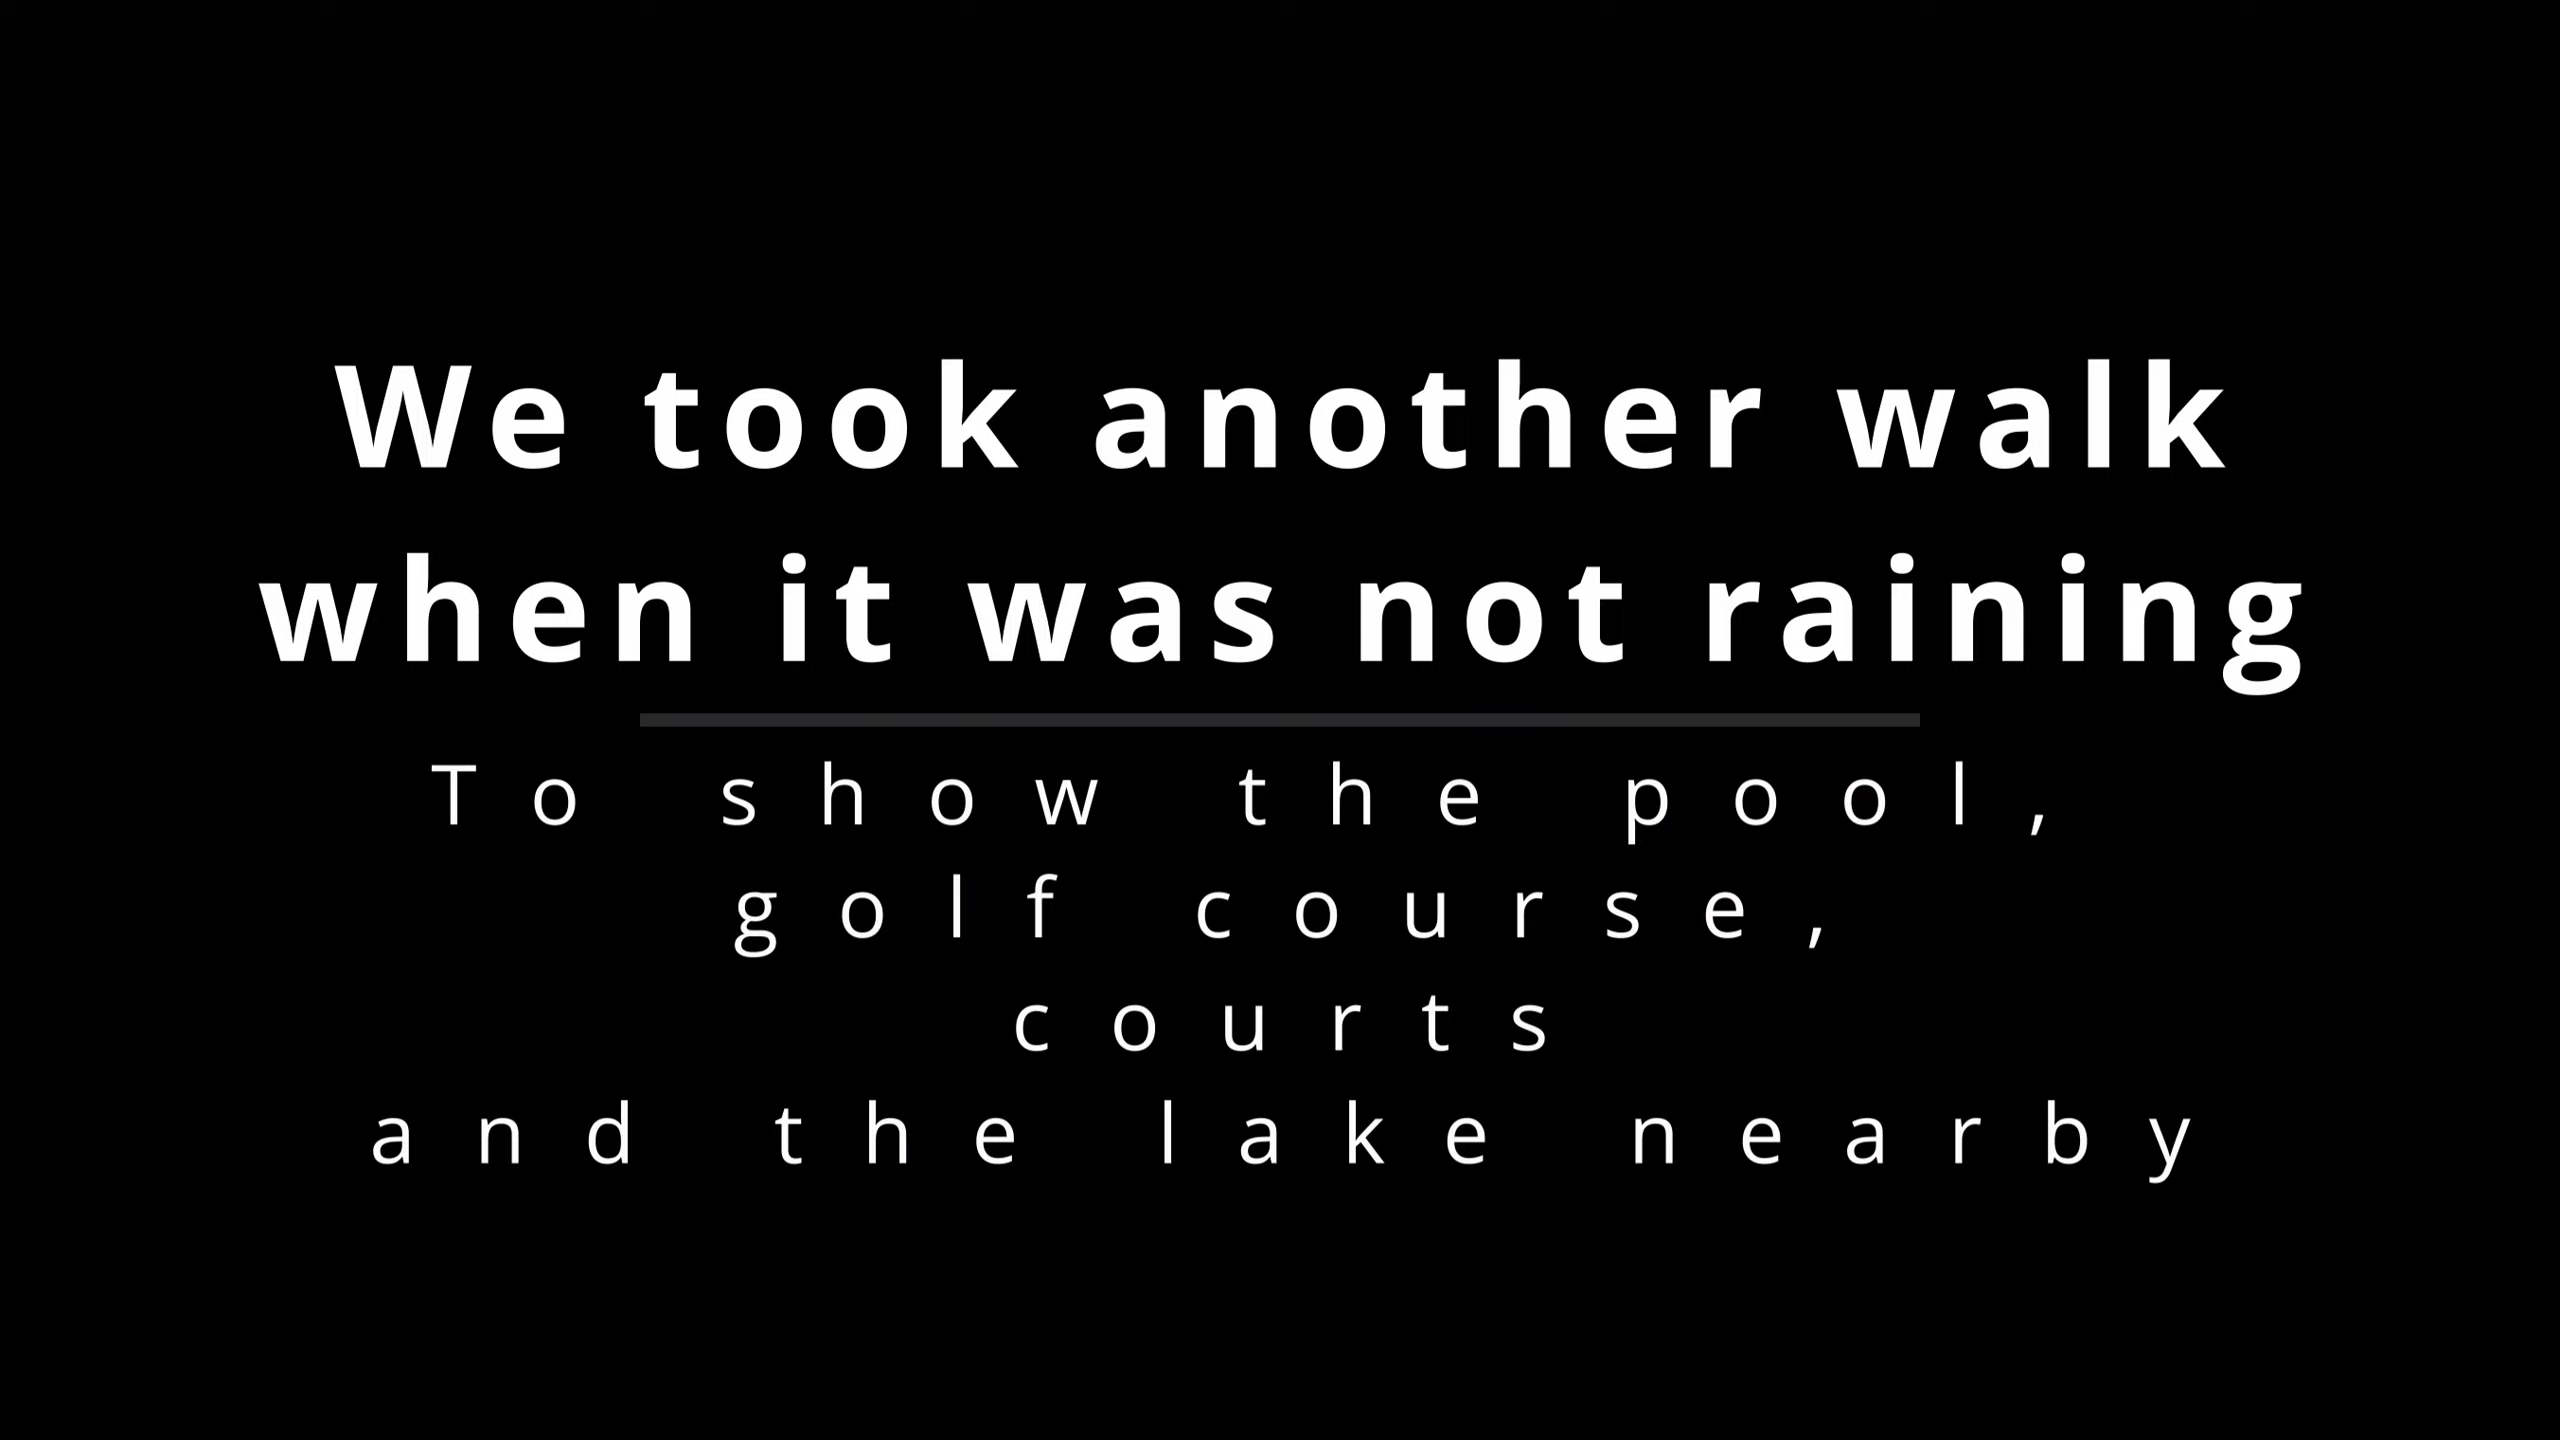 We took another walk
when it was not raining
To show the pool,
golf course,
courts
and the lake nearby